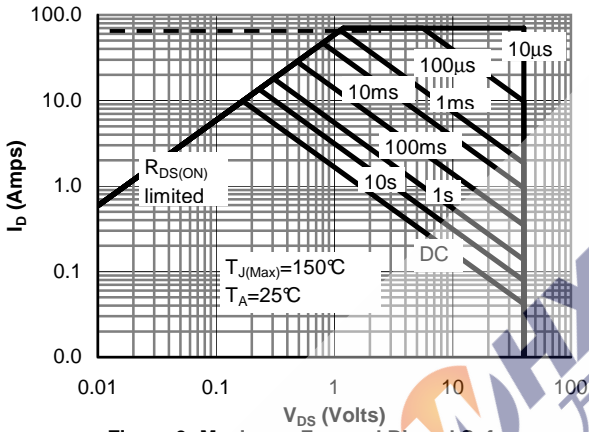 100.0
10.0
1.0
0.1
0.0
I_D (Amps)
10µs
100µs
10ms
1ms
100ms
10s
1s
DC
R_DS(ON)
limited
T_J(Max)=150°C
T_A=25°C
0.01
0.1
1
10
100
V_DS (Volts)